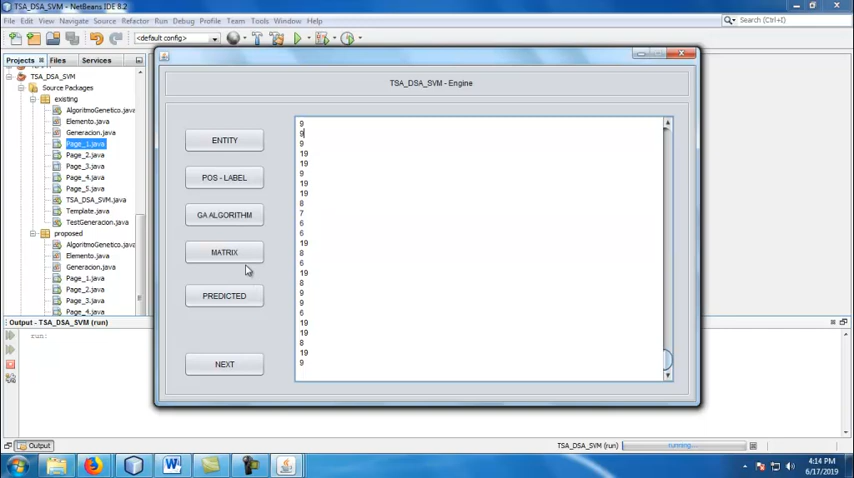 TSA_DSA_SVM - NetBeans IDE 8.2
File Edit View Navigate Source Refactor Run Debug Profile Team Tools Window Help
Search (Ctrl+I)
<default config>
Projects Files Services
TSA_DSA_SVM
Source Packages
existing
AlgoritmoGenetico.java
Elemento.java
Generacion.java
Page_1.java
Page_2.java
Page_3.java
Page_4.java
Page_5.java
TSA_DSA_SVM.java
Template.java
TestGeneracion.java
proposed
AlgoritmoGenetico.java
Elemento.java
Generacion.java
Page_1.java
Page_2.java
Page_3.java
Page_4.java
TSA_DSA_SVM - Engine
ENTITY
POS - LABEL
GA ALGORITHM
MATRIX
PREDICTED
NEXT
9
9
9
19
19
9
19
19
8
7
6
6
19
8
6
19
8
9
9
6
19
19
8
19
9
Output - TSA_DSA_SVM (run)
run:
Output
TSA_DSA_SVM (run)
running...
4:14 PM
6/17/2019